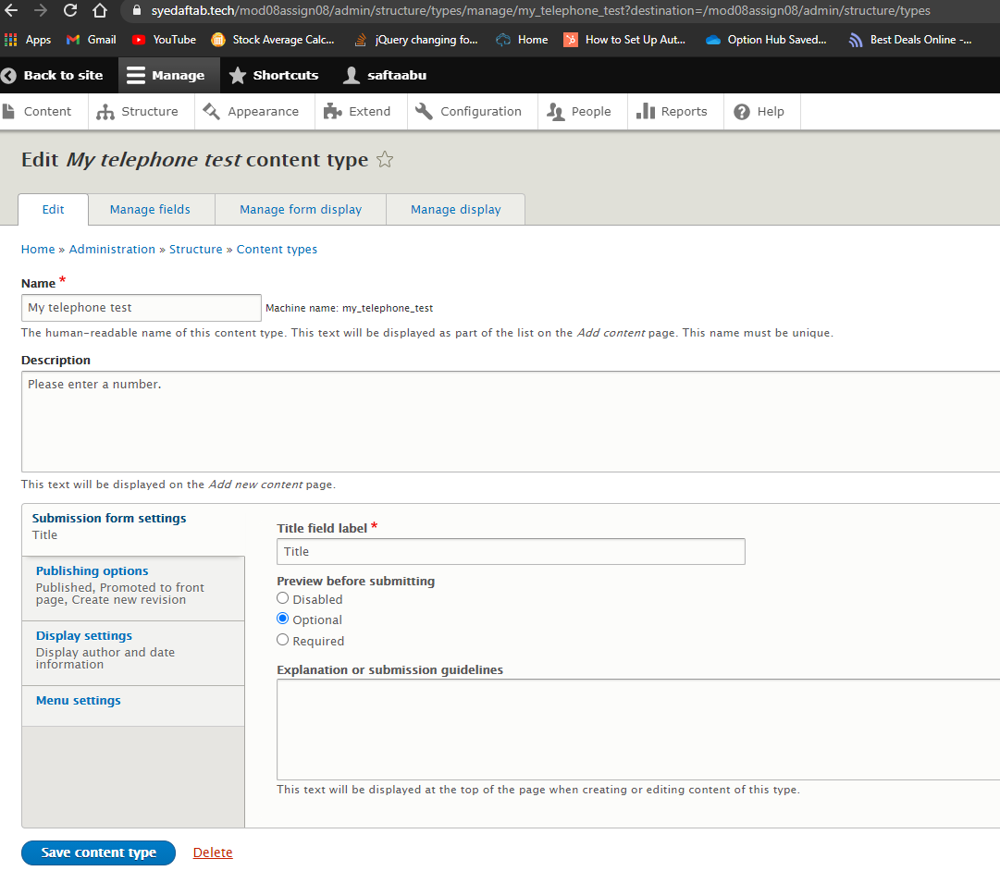 syedaftab.tech/mod08assign08/admin/structure/types/manage/my_telephone_test?destination=/mod08assign08/admin/structure/types
Apps Gmail YouTube Stock Average Calc... jQuery changing fo... Home How to Set Up Aut... Option Hub Saved... Best Deals Online -...
Back to site Manage Shortcuts saftaabu
Content Structure Appearance Extend Configuration People Reports Help
Edit My telephone test content type
Edit Manage fields Manage form display Manage display
Home » Administration » Structure » Content types
Name *
My telephone test Machine name: my_telephone_test
The human-readable name of this content type. This text will be displayed as part of the list on the Add content page. This name must be unique.
Description
Please enter a number.
This text will be displayed on the Add new content page.
Submission form settings
Title
Publishing options
Published, Promoted to front
page, Create new revision
Display settings
Display author and date
information
Menu settings
Title field label *
Title
Preview before submitting
Disabled
Optional
Required
Explanation or submission guidelines
This text will be displayed at the top of the page when creating or editing content of this type.
Save content type Delete